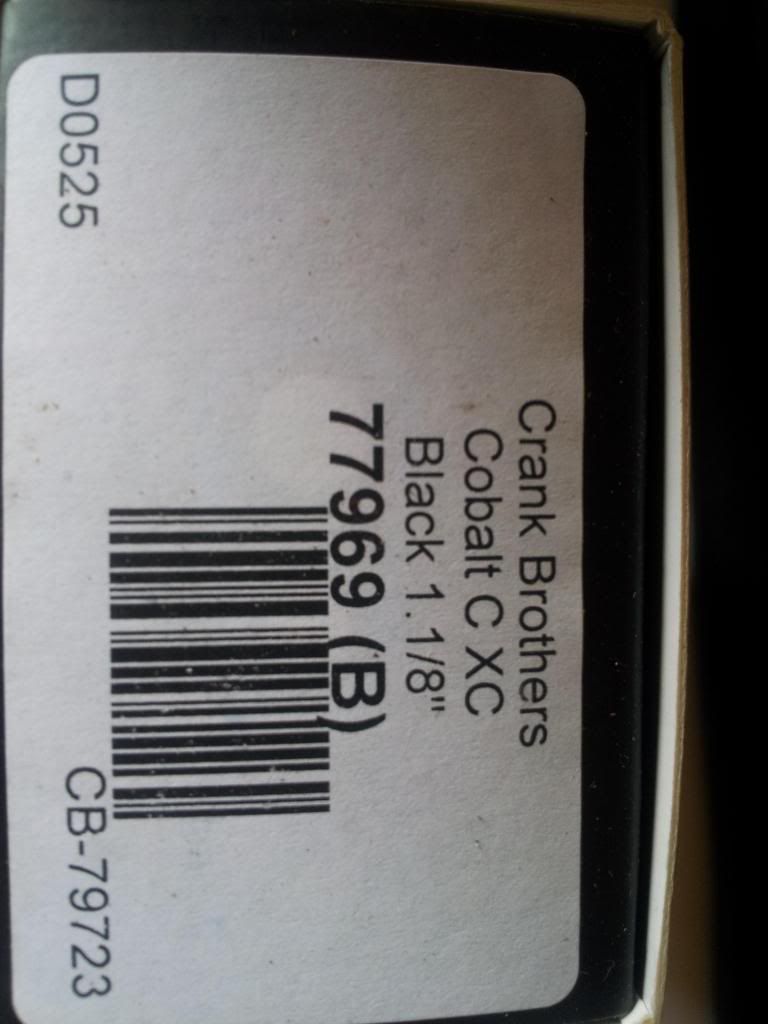 Crank Brothers
Cobalt C XC
Black 1.1/8"
77969 (B)
D0525
CB-79723